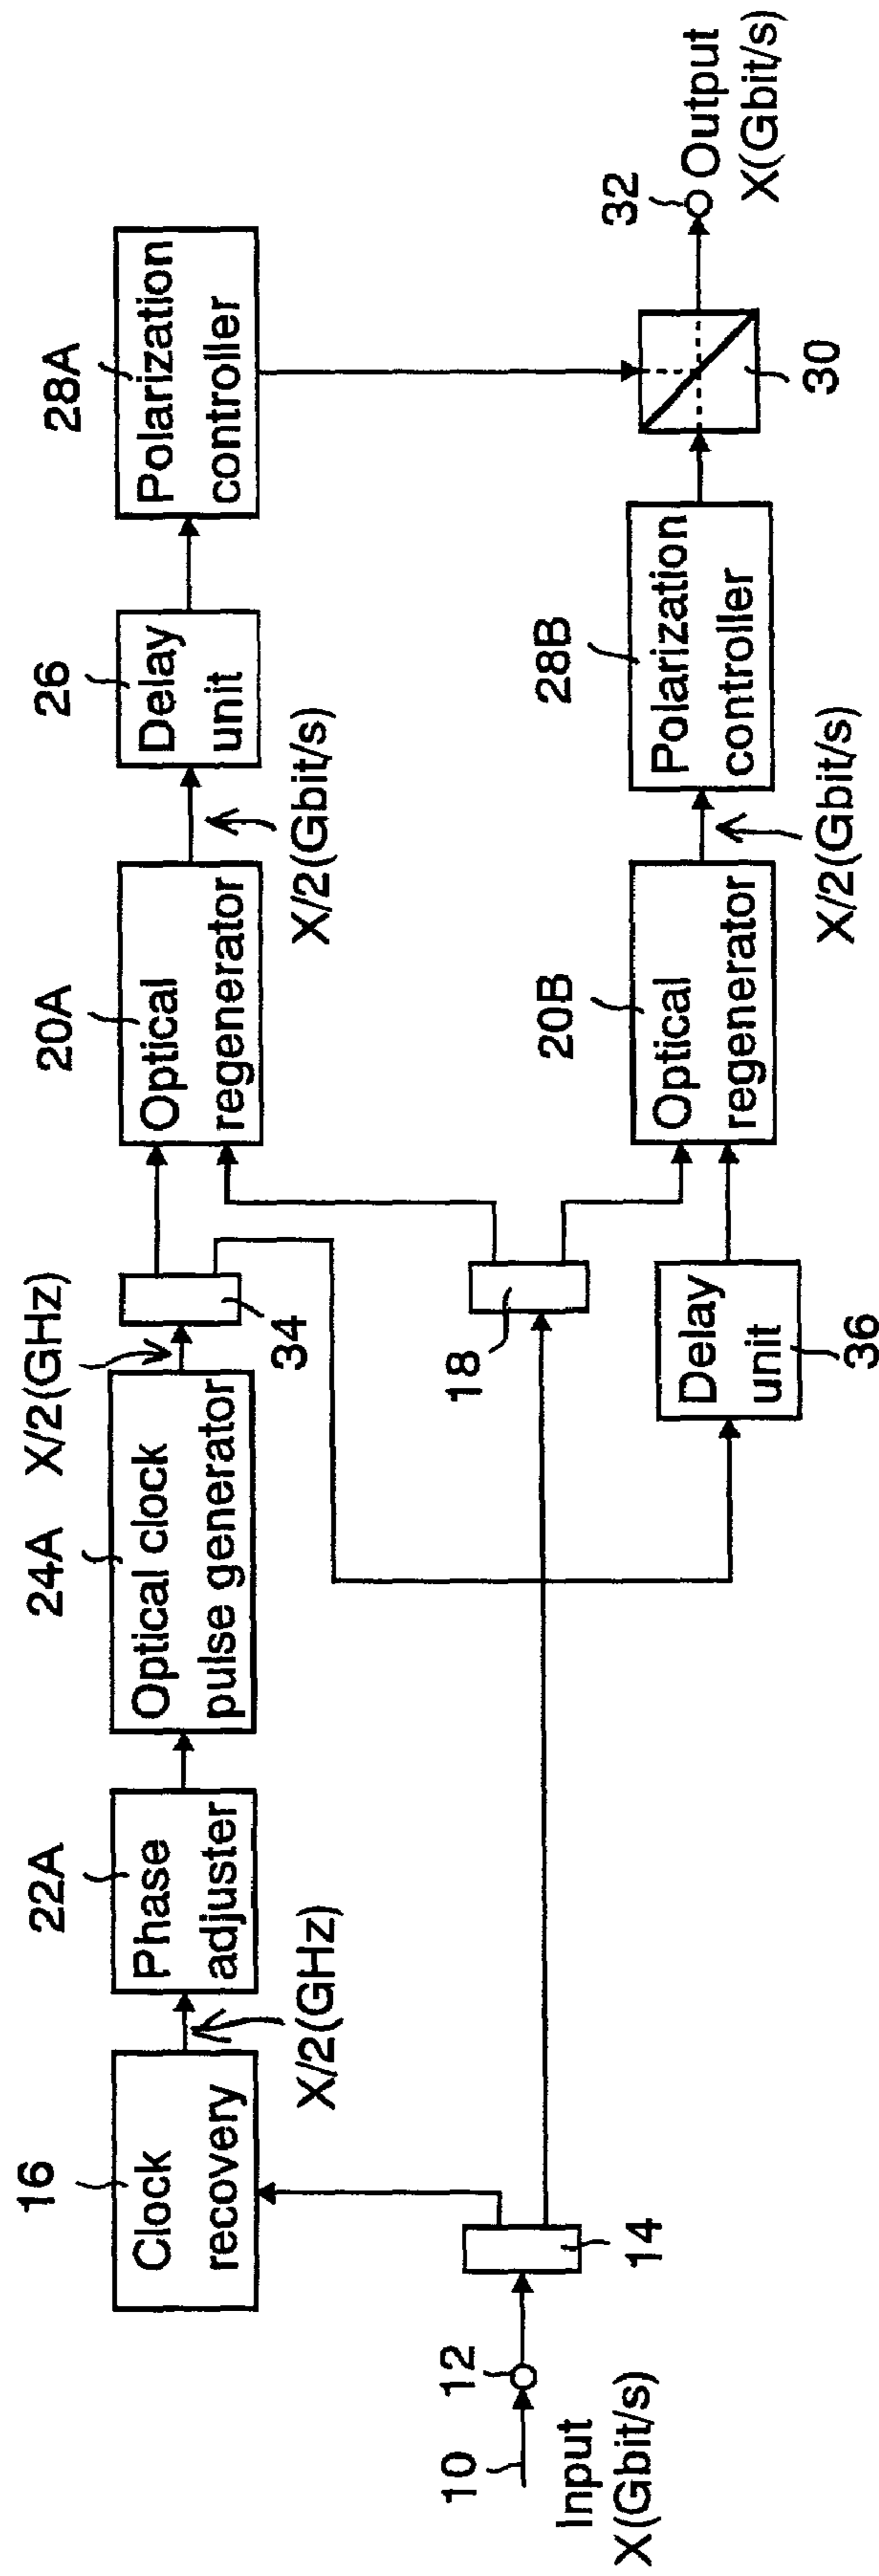 16
Clock
recovery
X/2(GHz)
22A
Phase
adjuster
24A
Optical clock
pulse generator
X/2(GHz)
34
20A
Optical
regenerator
X/2(Gbit/s)
26
Delay
unit
28A
Polarization
controller
10
12
Input
X(Gbit/s)
14
18
36
Delay
unit
20B
Optical
regenerator
X/2(Gbit/s)
28B
Polarization
controller
30
32
Output
X(Gbit/s)